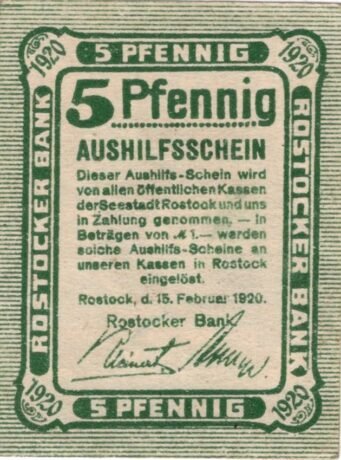 1920
5 PFENNIG
1920
ROSTOCKER BANK
ROSTOCKER BANK
5 Pfennig
AUSHILFSSCHEIN
Dieser Aushilfs-Schein wird
von allen öffentlichen Kassen
der Seestadt Rostock und uns
in Zahlung genommen. — In
Beträgen von ℳ 1.— werden
solche Aushilfs-Scheine an
unseren Kassen in Rostock
eingelöst.
Rostock, d. 15. Februar 1920.
Rostocker Bank
1920
5 PFENNIG
1920